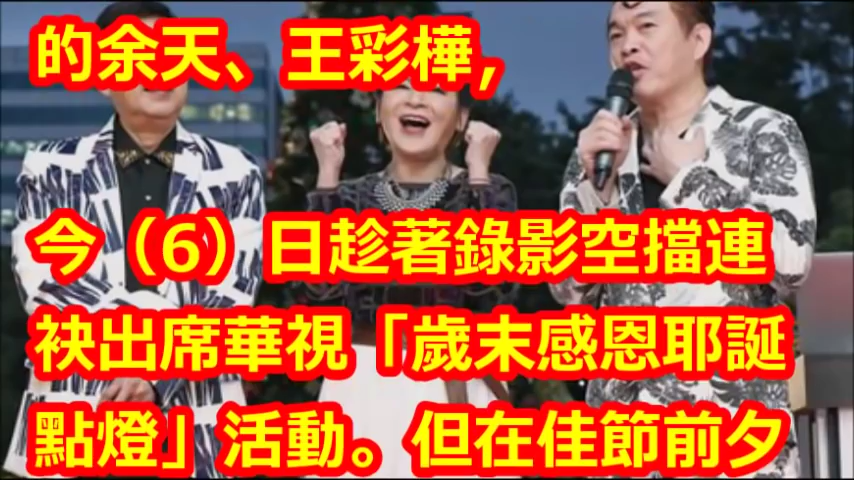 的余天、王彩樺，
今（6）日趁著錄影空擋連
袂出席華視「歲末感恩耶誕
點燈」活動。但在佳節前夕